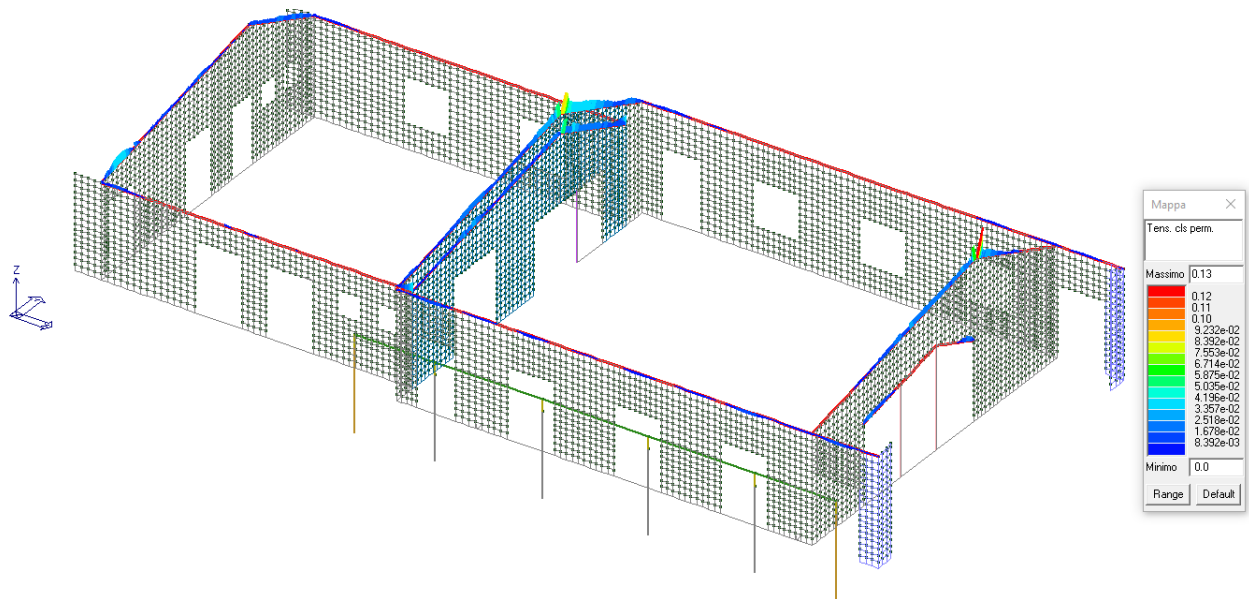 Mappa
Tens. cls perm.
Massimo 0.13
0.12
0.11
0.10
9.232e-02
8.392e-02
7.553e-02
6.714e-02
5.875e-02
5.035e-02
4.196e-02
3.357e-02
2.518e-02
1.678e-02
8.392e-03
Minimo 0.0
Range Default
Z